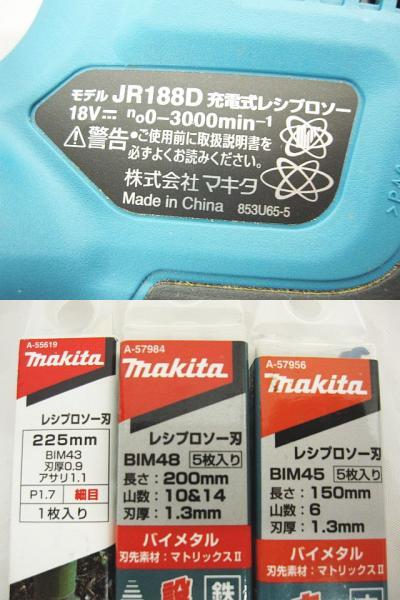 モデル JR188D 充電式レシプロソー
18V⎓ n₀0-3000min⁻¹
⚠警告 ●ご使用前に取扱説明書を
必ずよくお読みください。
株式会社 マキタ
Made in China 853U65-5
A-55619
makita
レシプロソー刃
225mm
BIM43
刃厚0.9
アサリ1.1
P1.7 細目
1枚入り
A-57984
makita
レシプロソー刃
BIM48 5枚入り
長さ:200mm
山数:10&14
刃厚:1.3mm
バイメタル
刃先素材:マトリックスⅡ
設 鉄
A-57956
makita
レシプロソー刃
BIM45 5枚入り
長さ:150mm
山数:6
刃厚:1.3mm
バイメタル
刃先素材:マトリックスⅡ